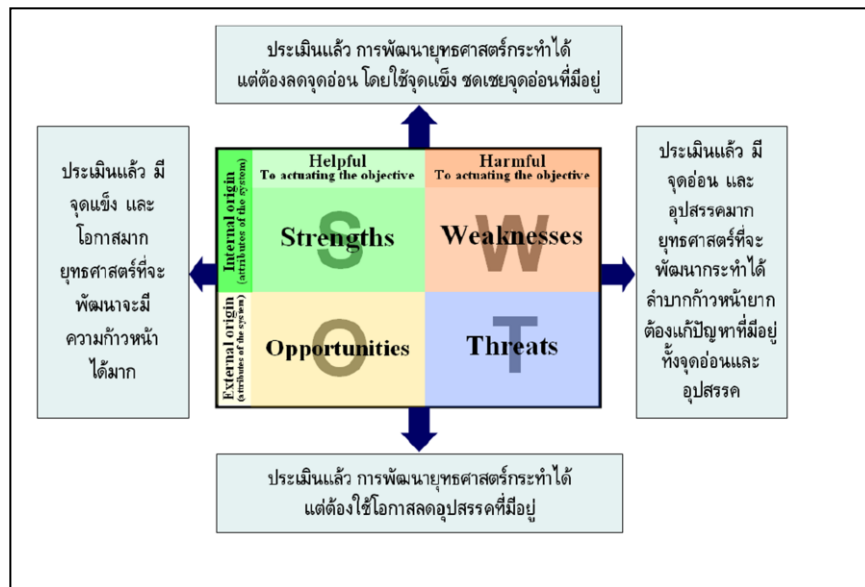 ประเมินแล้ว การพัฒนายุทธศาสตร์กระทำได้
แต่ต้องลดจุดอ่อน โดยใช้จุดแข็ง ชดเชยจุดอ่อนที่มีอยู่
ประเมินแล้ว มี
จุดแข็ง และ
โอกาสมาก
ยุทธศาสตร์ที่จะ
พัฒนาจะมี
ความก้าวหน้า
ได้มาก
Helpful
To actuating the objective
Harmful
To actuating the objective
Internal origin
(attributes of the system)
S
Strengths
W
Weaknesses
External origin
(attributes of the system)
O
Opportunities
T
Threats
ประเมินแล้ว มี
จุดอ่อน และ
อุปสรรคมาก
ยุทธศาสตร์ที่จะ
พัฒนากระทำได้
ลำบากก้าวหน้ายาก
ต้องแก้ปัญหาที่มีอยู่
ทั้งจุดอ่อนและ
อุปสรรค
ประเมินแล้ว การพัฒนายุทธศาสตร์กระทำได้
แต่ต้องใช้โอกาสลดอุปสรรคที่มีอยู่